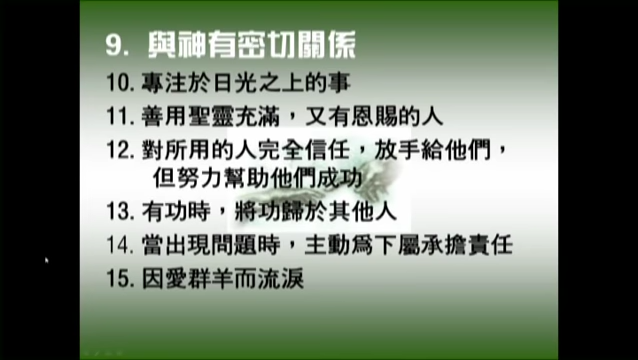 9. 與神有密切關係
10. 專注於日光之上的事
11. 善用聖靈充滿，又有恩賜的人
12. 對所用的人完全信任，放手給他們，
但努力幫助他們成功
13. 有功時，將功歸於其他人
14. 當出現問題時，主動為下屬承擔責任
15. 因愛群羊而流淚